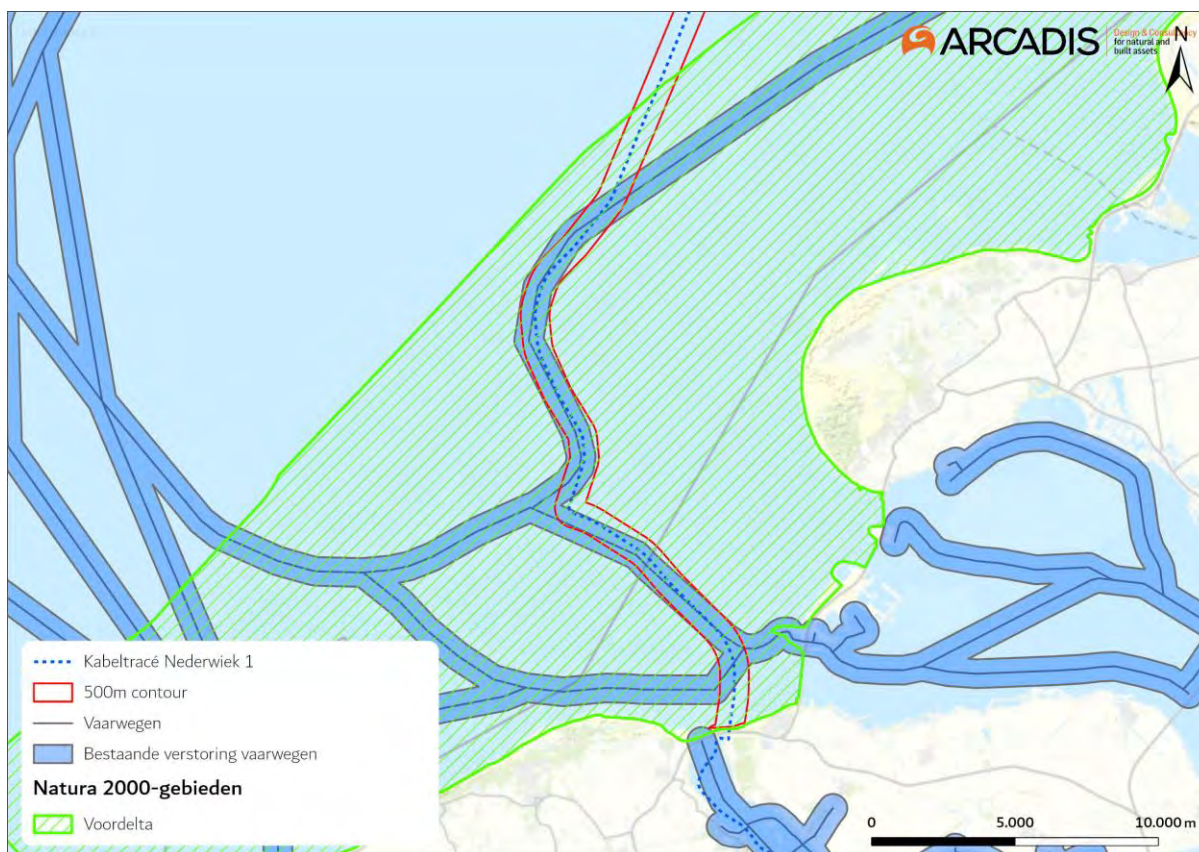 ARCADIS
Design & Consultancy
for natural and
built assets
N
Kabeltracé Nederwiek 1
500m contour
Vaarwegen
Bestaande verstoring vaarwegen
Natura 2000-gebieden
Voordelta
0 5.000 10.000 m